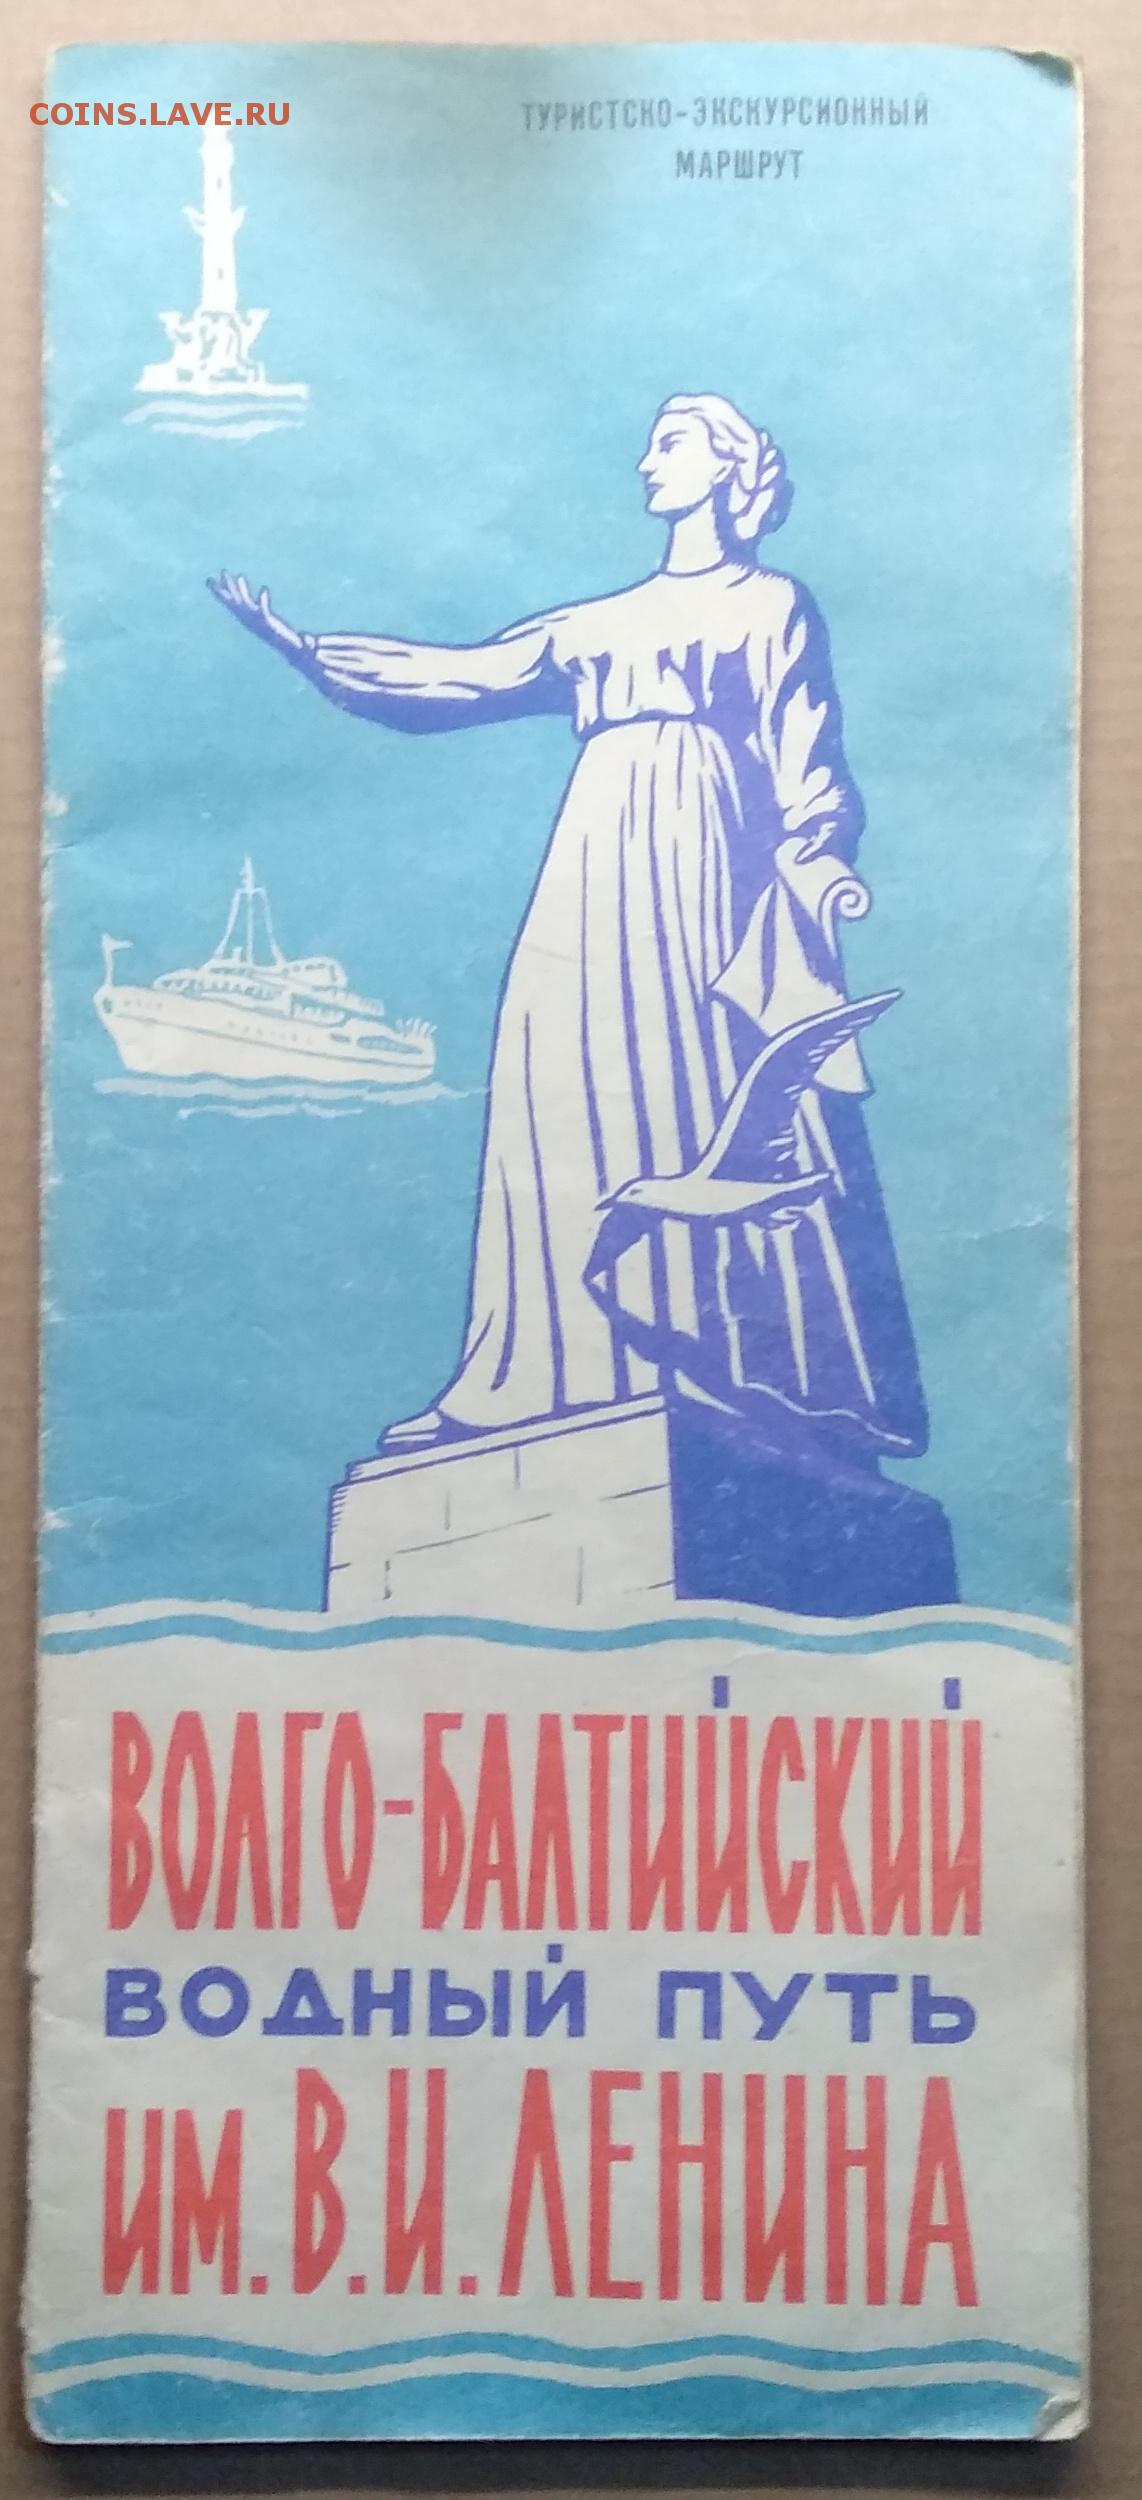 COINS.LAVE.RU
ТУРИСТСКО-ЭКСКУРСИОННЫЙ
МАРШРУТ
ВОЛГО-БАЛТИЙСКИЙ
ВОДНЫЙ ПУТЬ
ИМ. В. И. ЛЕНИНА